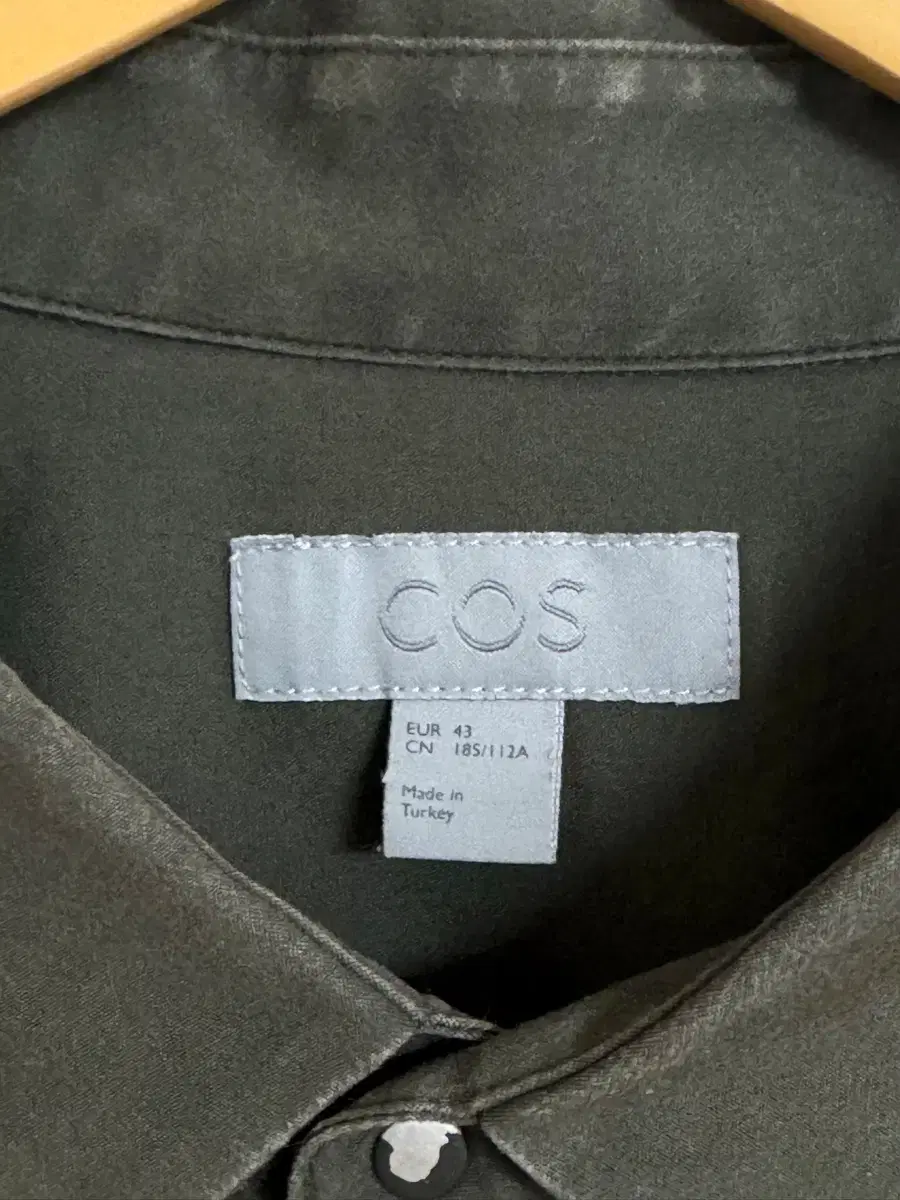 COS
EUR 43
CN 185/112A
Made in
Turkey